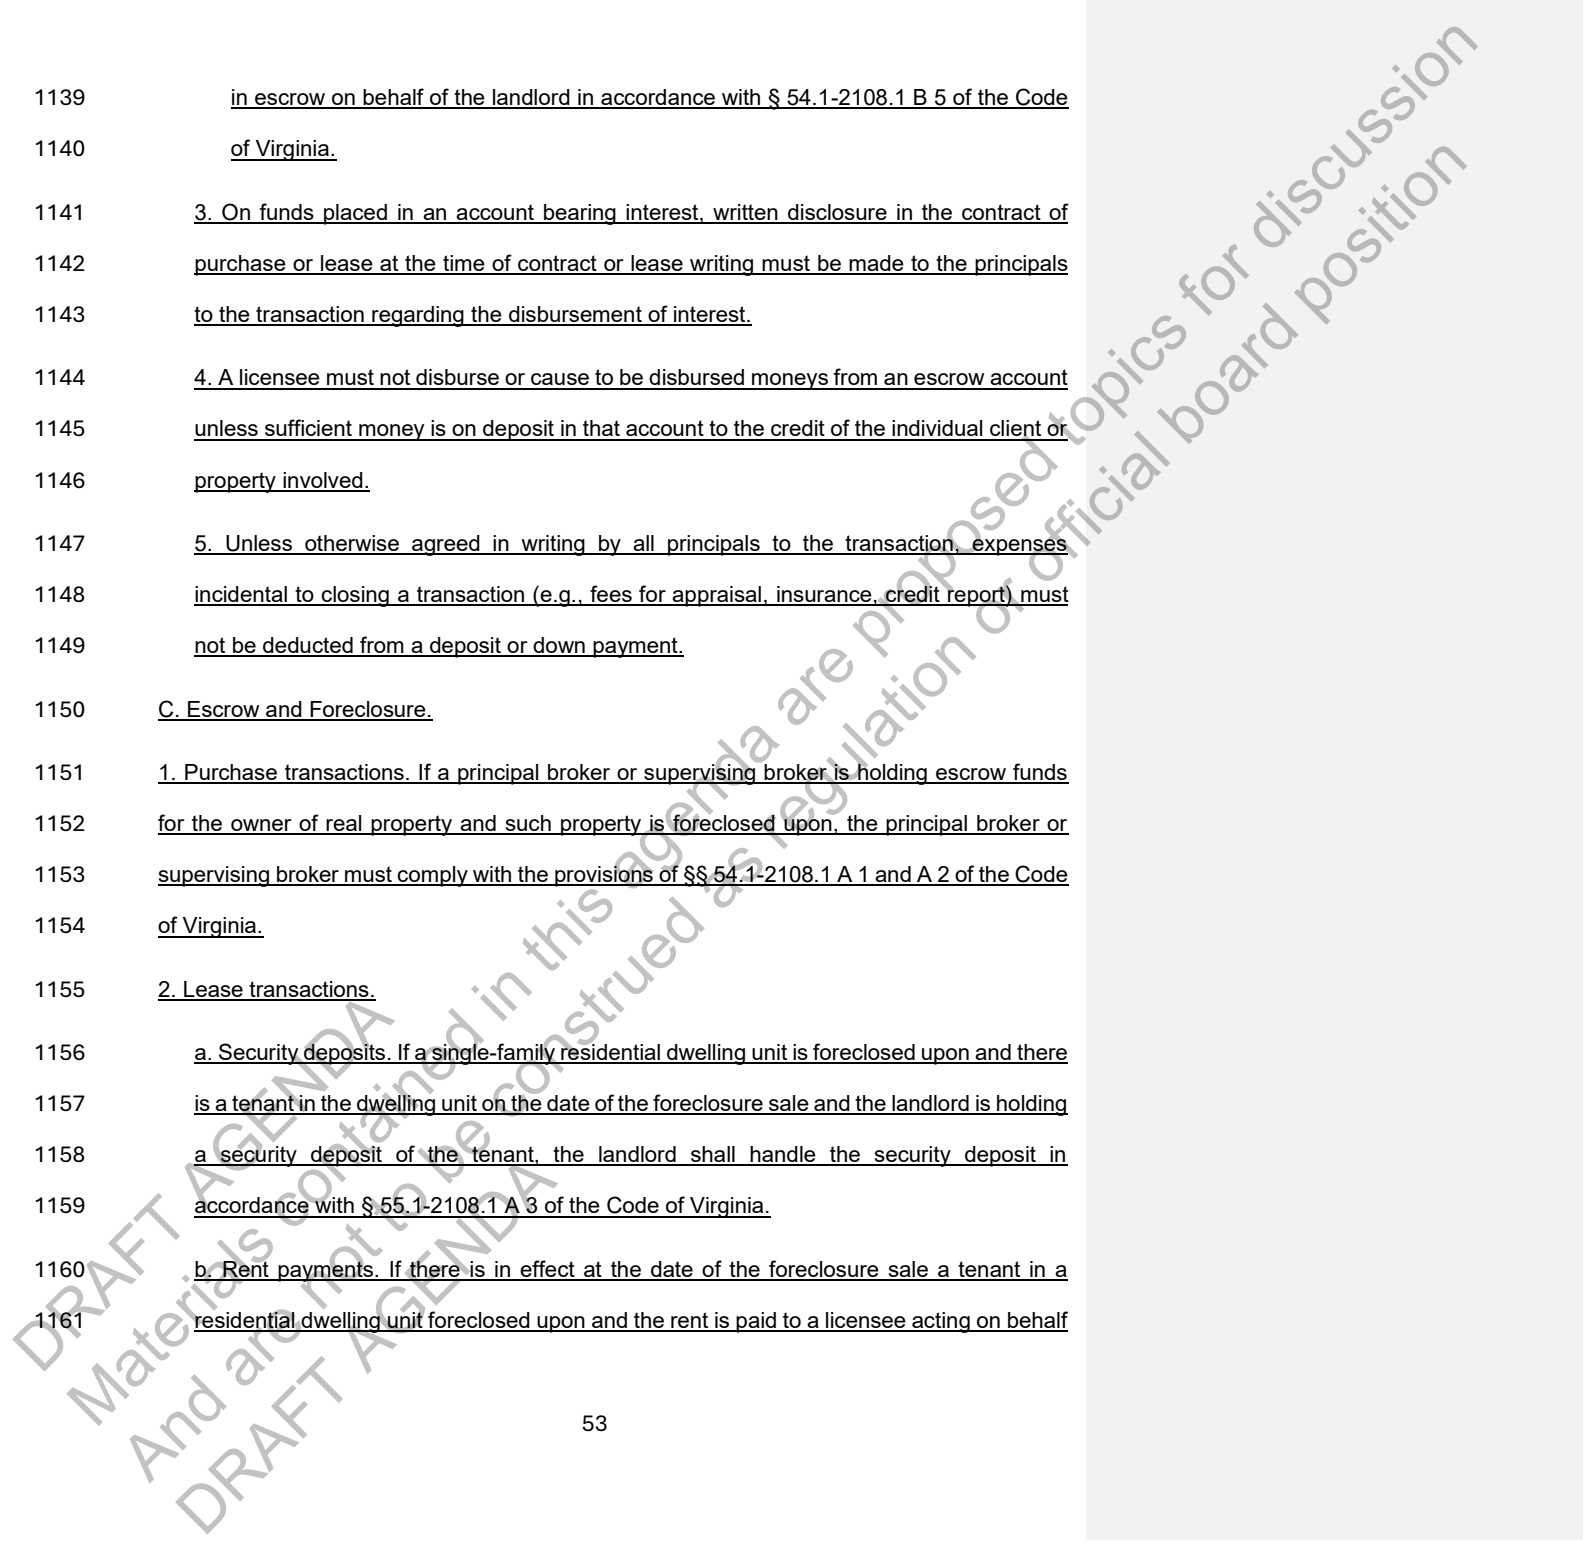 1139 in escrow on behalf of the landlord in accordance with § 54.1-2108.1 B 5 of the Code
1140 of Virginia.
1141 3. On funds placed in an account bearing interest, written disclosure in the contract of
1142 purchase or lease at the time of contract or lease writing must be made to the principals
1143 to the transaction regarding the disbursement of interest.
1144 4. A licensee must not disburse or cause to be disbursed moneys from an escrow account
1145 unless sufficient money is on deposit in that account to the credit of the individual client or
1146 property involved.
1147 5. Unless otherwise agreed in writing by all principals to the transaction, expenses
1148 incidental to closing a transaction (e.g., fees for appraisal, insurance, credit report) must
1149 not be deducted from a deposit or down payment.
1150 C. Escrow and Foreclosure.
1151 1. Purchase transactions. If a principal broker or supervising broker is holding escrow funds
1152 for the owner of real property and such property is foreclosed upon, the principal broker or
1153 supervising broker must comply with the provisions of §§ 54.1-2108.1 A 1 and A 2 of the Code
1154 of Virginia.
1155 2. Lease transactions.
1156 a. Security deposits. If a single-family residential dwelling unit is foreclosed upon and there
1157 is a tenant in the dwelling unit on the date of the foreclosure sale and the landlord is holding
1158 a security deposit of the tenant, the landlord shall handle the security deposit in
1159 accordance with § 55.1-2108.1 A 3 of the Code of Virginia.
1160 b. Rent payments. If there is in effect at the date of the foreclosure sale a tenant in a
1161 residential dwelling unit foreclosed upon and the rent is paid to a licensee acting on behalf
53
DRAFT AGENDA
Materials contained in this agenda are proposed topics for discussion
And are not to be construed as regulation or official board position
DRAFT AGENDA